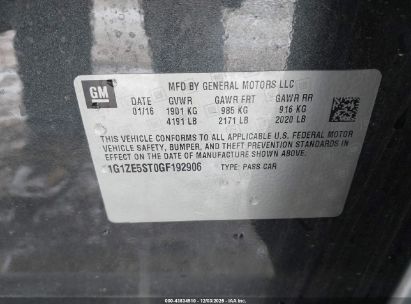 GM
MFD BY GENERAL MOTORS LLC
DATE GVWR GAWR FRT GAWR RR
01/16 1901 KG 985 KG 916 KG
4191 LB 2171 LB 2020 LB
THIS VEHICLE CONFORMS TO ALL APPLICABLE U.S. FEDERAL MOTOR
VEHICLE SAFETY, BUMPER, AND THEFT PREVENTION STANDARDS
IN EFFECT ON THE DATE OF MANUFACTURE SHOWN ABOVE.
1G1ZE5ST0GF192906 TYPE: PASS CAR